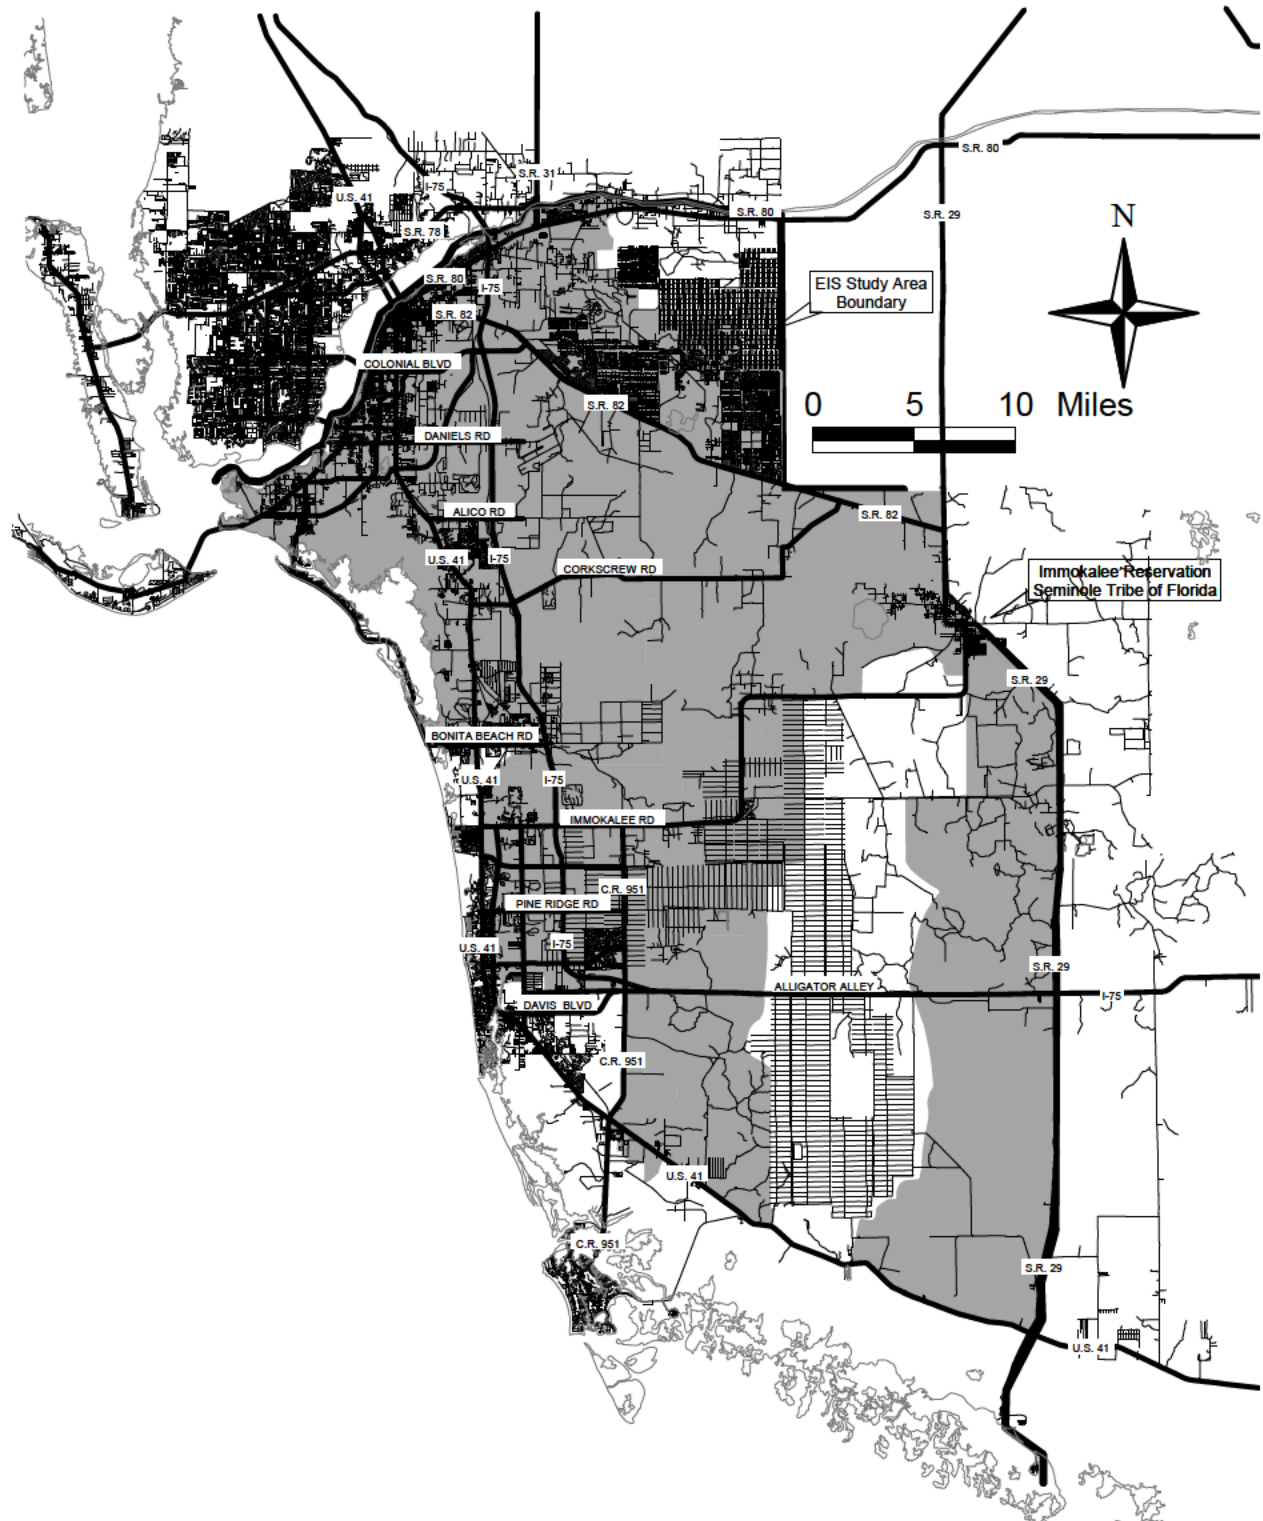 S.R. 80
S.R. 31
I-75
U.S. 41
S.R. 80
S.R. 29
N
S.R. 78
S.R. 80
I-75
EIS Study Area
Boundary
S.R. 82
COLONIAL BLVD
0 5 10 Miles
S.R. 82
DANIELS RD
ALICO RD
S.R. 82
U.S. 41
I-75
CORKSCREW RD
Immokalee Reservation
Seminole Tribe of Florida
S.R. 29
BONITA BEACH RD
U.S. 41
I-75
IMMOKALEE RD
C.R. 951
PINE RIDGE RD
U.S. 41
I-75
S.R. 29
ALLIGATOR ALLEY
I-75
DAVIS BLVD
C.R. 951
U.S. 41
C.R. 951
S.R. 29
U.S. 41